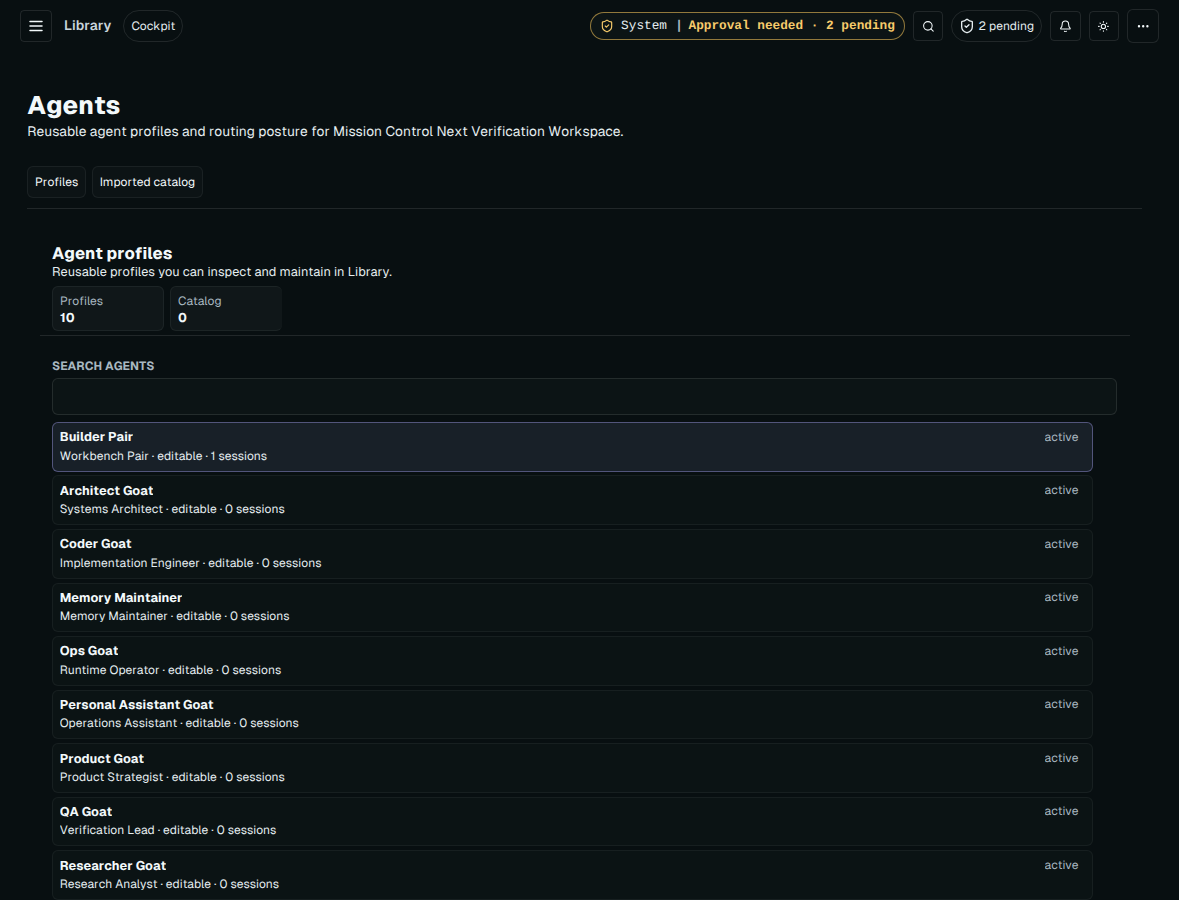 Library Cockpit System | Approval needed · 2 pending 2 pending
Agents
Reusable agent profiles and routing posture for Mission Control Next Verification Workspace.
Profiles Imported catalog
Agent profiles
Reusable profiles you can inspect and maintain in Library.
Profiles Catalog
10 0
SEARCH AGENTS
Builder Pair active
Workbench Pair · editable · 1 sessions
Architect Goat active
Systems Architect · editable · 0 sessions
Coder Goat active
Implementation Engineer · editable · 0 sessions
Memory Maintainer active
Memory Maintainer · editable · 0 sessions
Ops Goat active
Runtime Operator · editable · 0 sessions
Personal Assistant Goat active
Operations Assistant · editable · 0 sessions
Product Goat active
Product Strategist · editable · 0 sessions
QA Goat active
Verification Lead · editable · 0 sessions
Researcher Goat active
Research Analyst · editable · 0 sessions